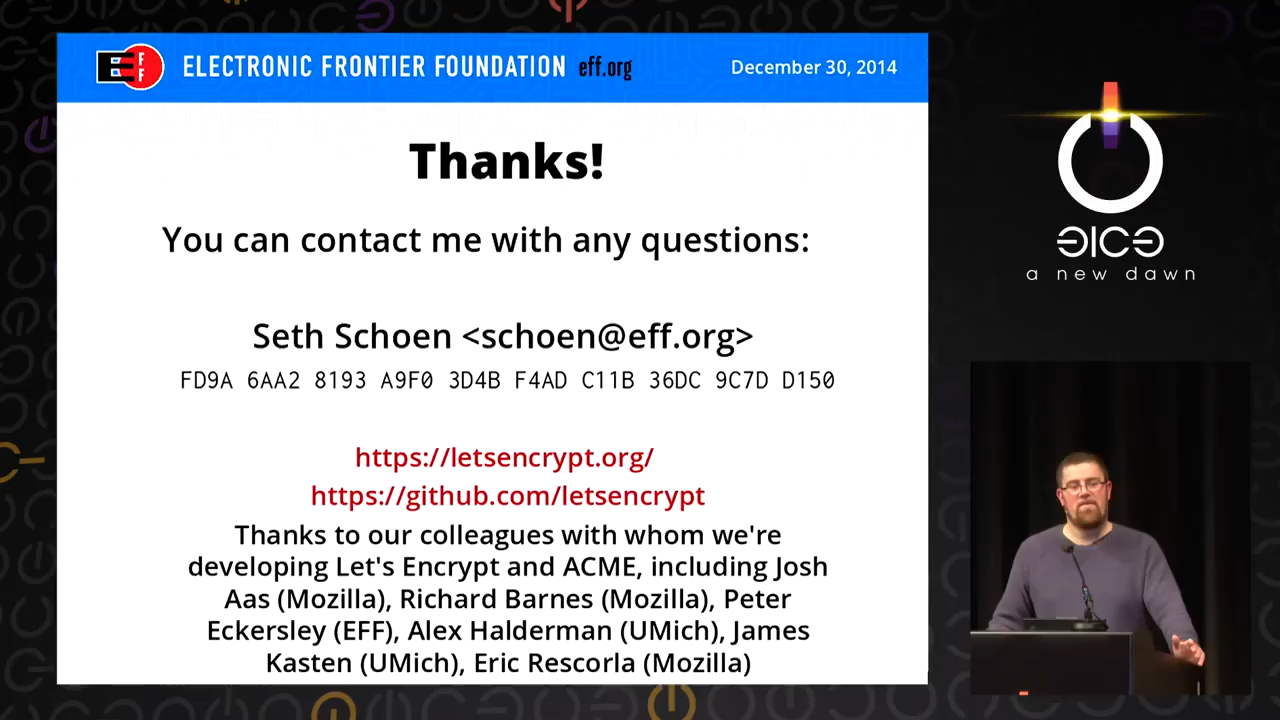 EFF ELECTRONIC FRONTIER FOUNDATION eff.org
December 30, 2014
Thanks!
You can contact me with any questions:
Seth Schoen <schoen@eff.org>
FD9A 6AA2 8193 A9F0 3D4B F4AD C11B 36DC 9C7D D150
https://letsencrypt.org/
https://github.com/letsencrypt
Thanks to our colleagues with whom we're
developing Let's Encrypt and ACME, including Josh
Aas (Mozilla), Richard Barnes (Mozilla), Peter
Eckersley (EFF), Alex Halderman (UMich), James
Kasten (UMich), Eric Rescorla (Mozilla)
a new dawn